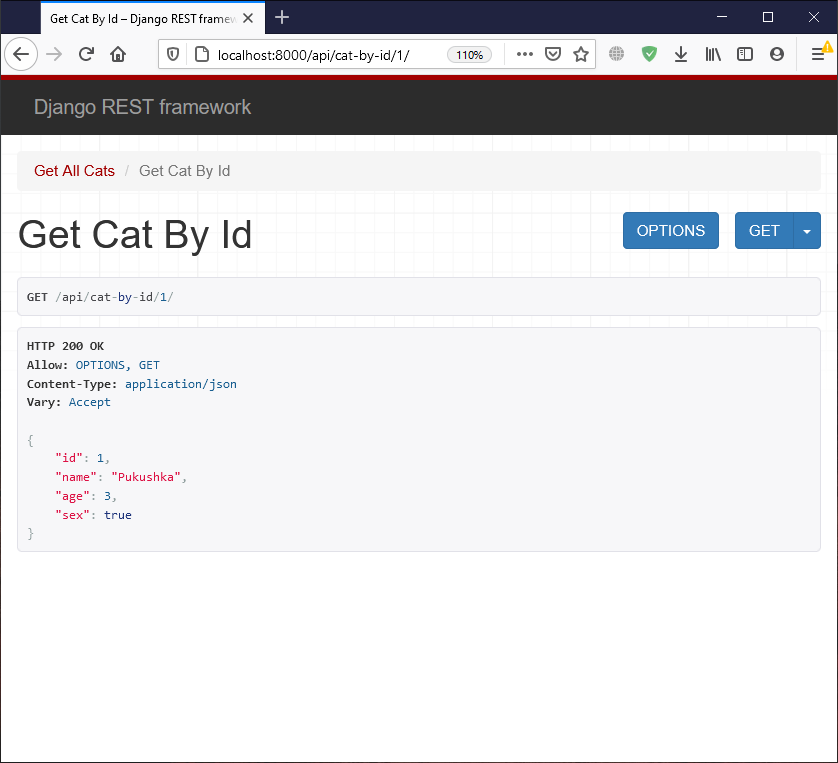 Get Cat By Id – Django REST framew
localhost:8000/api/cat-by-id/1/
110%
Django REST framework
Get All Cats / Get Cat By Id
Get Cat By Id
OPTIONS
GET
GET /api/cat-by-id/1/
HTTP 200 OK
Allow: OPTIONS, GET
Content-Type: application/json
Vary: Accept
{
    "id": 1,
    "name": "Pukushka",
    "age": 3,
    "sex": true
}